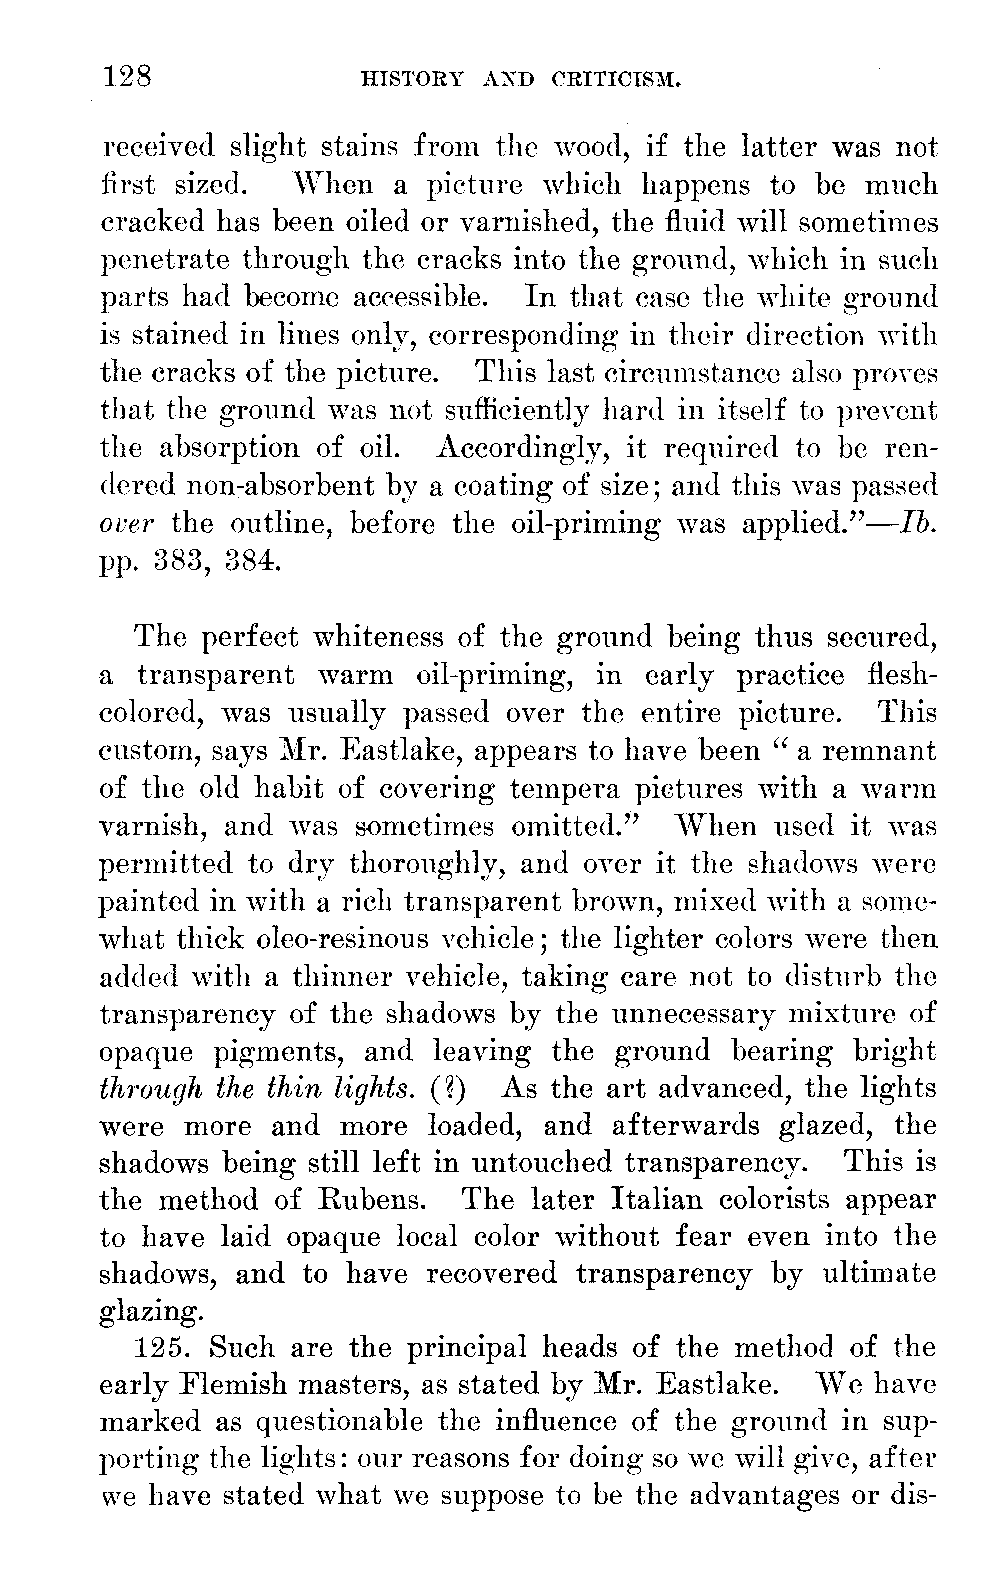 128 HISTORY AND CRITICISM.
received slight stains from the wood, if the latter was not
first sized. When a picture which happens to be much
cracked has been oiled or varnished, the fluid will sometimes
penetrate through the cracks into the ground, which in such
parts had become accessible. In that case the white ground
is stained in lines only, corresponding in their direction with
the cracks of the picture. This last circumstance also proves
that the ground was not sufficiently hard in itself to prevent
the absorption of oil. Accordingly, it required to be ren-
dered non-absorbent by a coating of size; and this was passed
over the outline, before the oil-priming was applied.”—Ib.
pp. 383, 384.
The perfect whiteness of the ground being thus secured,
a transparent warm oil-priming, in early practice flesh-
colored, was usually passed over the entire picture. This
custom, says Mr. Eastlake, appears to have been “ a remnant
of the old habit of covering tempera pictures with a warm
varnish, and was sometimes omitted.” When used it was
permitted to dry thoroughly, and over it the shadows were
painted in with a rich transparent brown, mixed with a some-
what thick oleo-resinous vehicle; the lighter colors were then
added with a thinner vehicle, taking care not to disturb the
transparency of the shadows by the unnecessary mixture of
opaque pigments, and leaving the ground bearing bright
through the thin lights. (?) As the art advanced, the lights
were more and more loaded, and afterwards glazed, the
shadows being still left in untouched transparency. This is
the method of Rubens. The later Italian colorists appear
to have laid opaque local color without fear even into the
shadows, and to have recovered transparency by ultimate
glazing.
125. Such are the principal heads of the method of the
early Flemish masters, as stated by Mr. Eastlake. We have
marked as questionable the influence of the ground in sup-
porting the lights: our reasons for doing so we will give, after
we have stated what we suppose to be the advantages or dis-